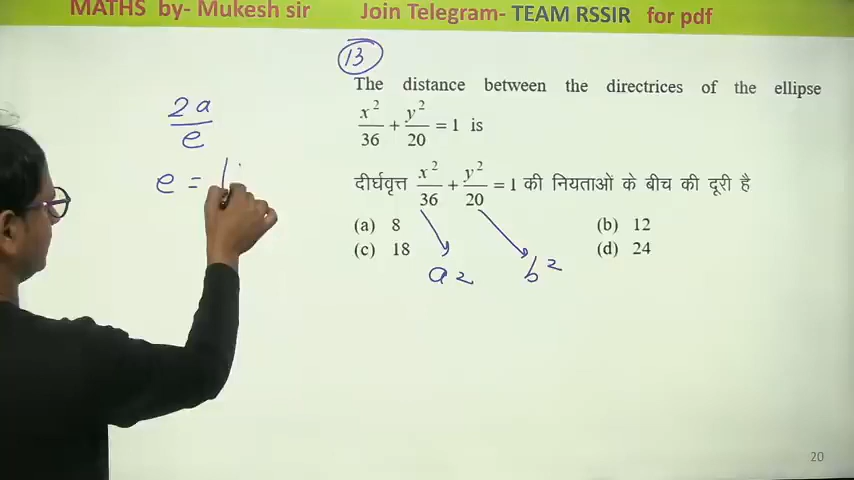 MATHS by- Mukesh sir Join Telegram- TEAM RSSIR for pdf
13
The distance between the directrices of the ellipse
x²/36 + y²/20 = 1 is
दीर्घवृत्त x²/36 + y²/20 = 1 की नियताओं के बीच की दूरी है
(a) 8 (b) 12
(c) 18 (d) 24
a² b²
2a/e
e =
20